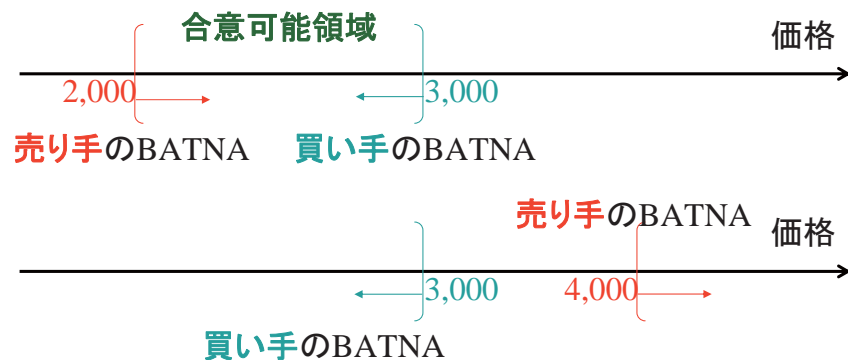 合意可能領域
価格
2,000
3,000
売り手のBATNA
買い手のBATNA
売り手のBATNA
価格
3,000
4,000
買い手のBATNA